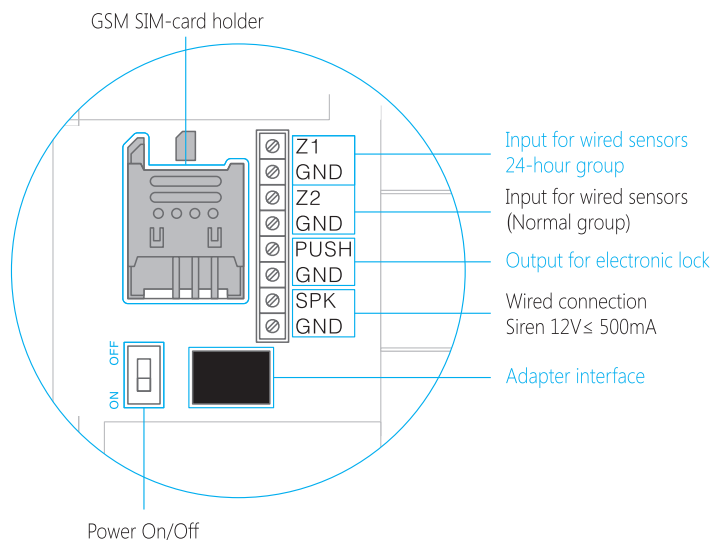 GSM SIM-card holder
Z1
GND
Z2
GND
PUSH
GND
SPK
GND
Input for wired sensors
24-hour group
Input for wired sensors
(Normal group)
Output for electronic lock
Wired connection
Siren 12V≤ 500mA
Adapter interface
OFF
ON
Power On/Off